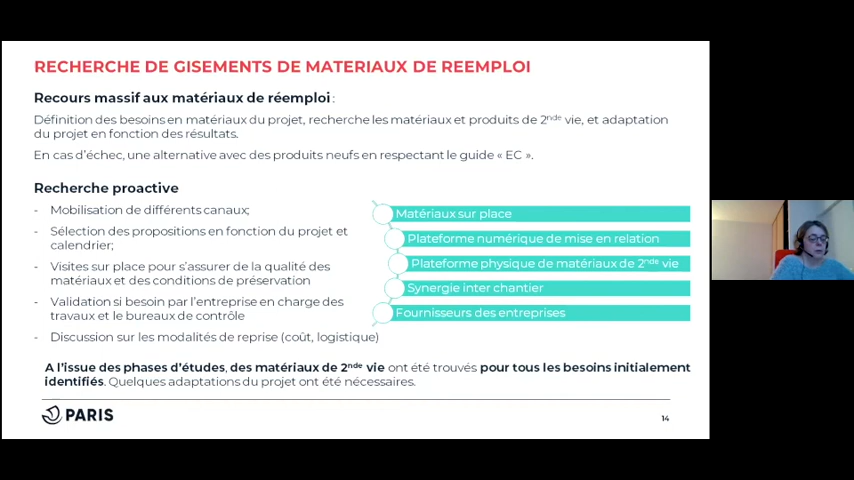 RECHERCHE DE GISEMENTS DE MATERIAUX DE REEMPLOI
Recours massif aux matériaux de réemploi :
Définition des besoins en matériaux du projet, recherche les matériaux et produits de 2nde vie, et adaptation
du projet en fonction des résultats.
En cas d'échec, une alternative avec des produits neufs en respectant le guide « EC ».
Recherche proactive
- Mobilisation de différents canaux;
- Sélection des propositions en fonction du projet et
calendrier;
- Visites sur place pour s'assurer de la qualité des
matériaux et des conditions de préservation
- Validation si besoin par l'entreprise en charge des
travaux et le bureaux de contrôle
- Discussion sur les modalités de reprise (coût, logistique)
Matériaux sur place
Plateforme numérique de mise en relation
Plateforme physique de matériaux de 2nde vie
Synergie inter chantier
Fournisseurs des entreprises
A l'issue des phases d'études, des matériaux de 2nde vie ont été trouvés pour tous les besoins initialement
identifiés. Quelques adaptations du projet ont été nécessaires.
PARIS
14